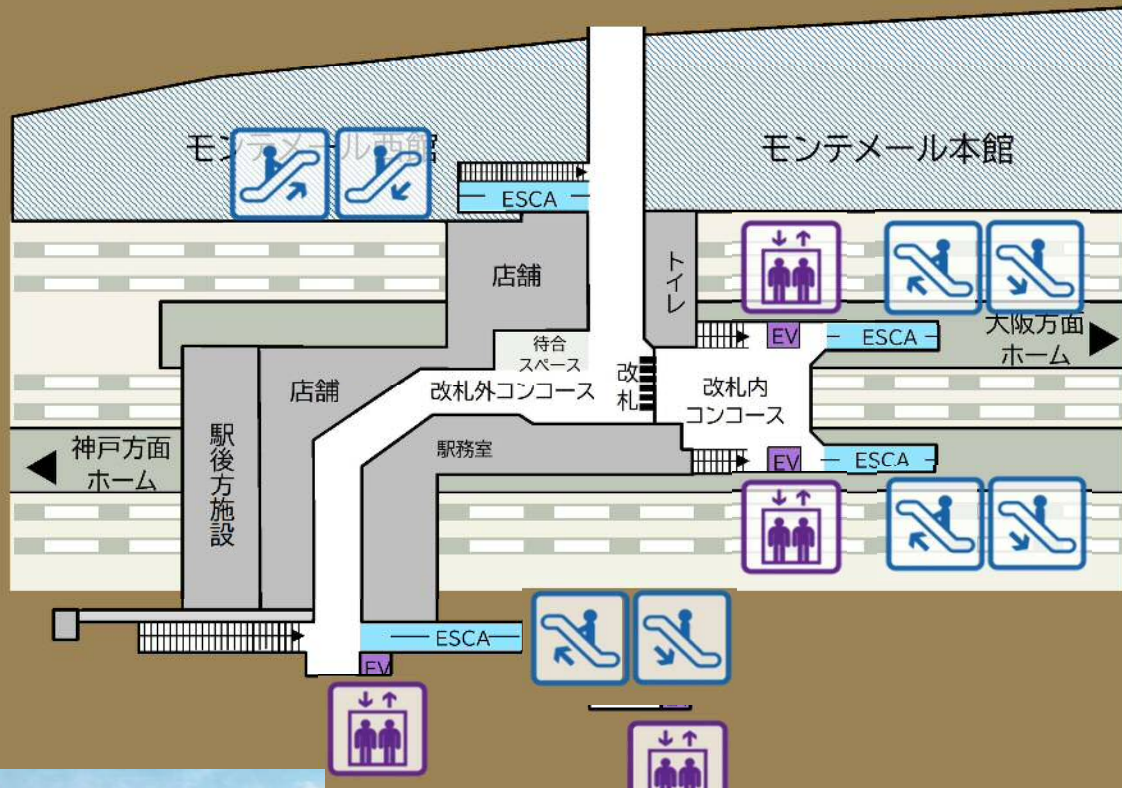 モンテメール西館
モンテメール本館
ESCA
店舗
トイレ
EV
ESCA
大阪方面
ホーム
待合
スペース
改札外コンコース
改札
改札内
コンコース
店舗
駅後方施設
神戸方面
ホーム
駅務室
EV
ESCA
ESCA
EV